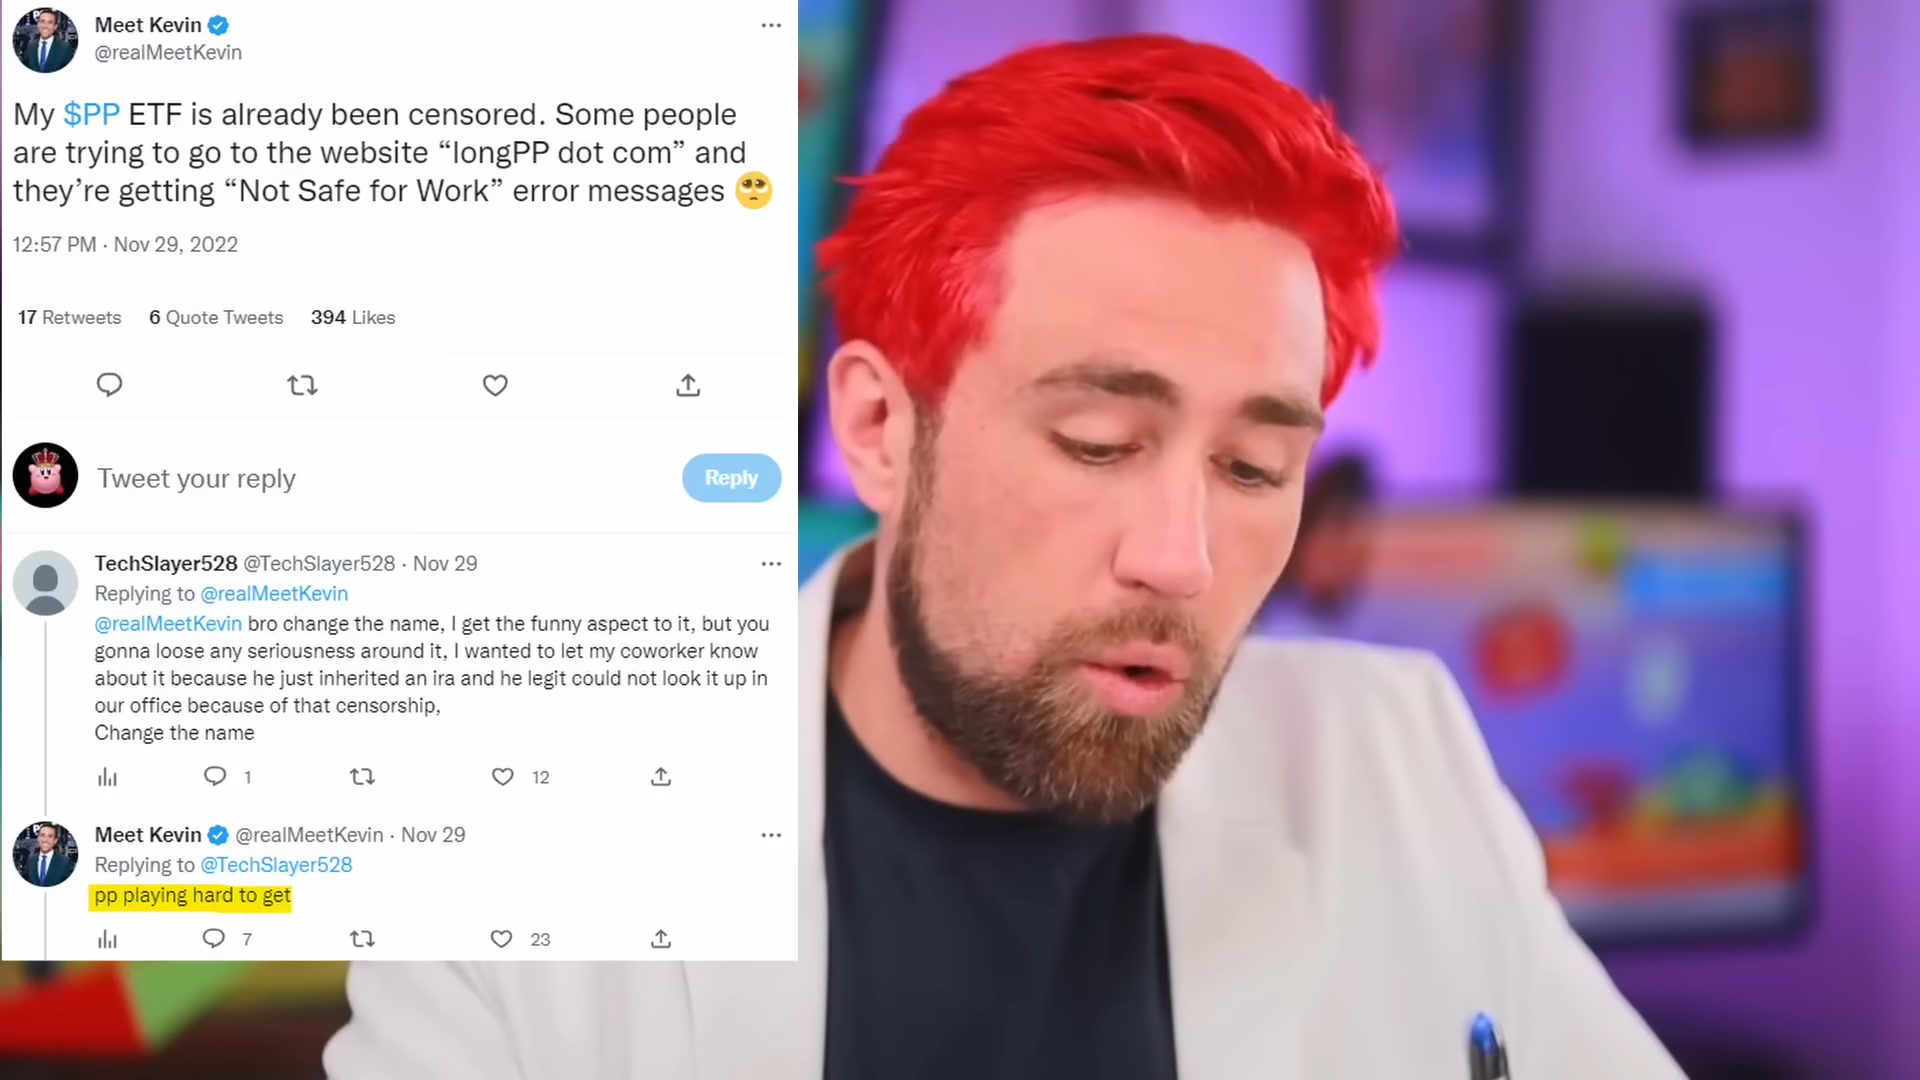 Meet Kevin
@realMeetKevin
My $PP ETF is already been censored. Some people
are trying to go to the website “longPP dot com” and
they’re getting “Not Safe for Work” error messages 🥺
12:57 PM · Nov 29, 2022
17 Retweets 6 Quote Tweets 394 Likes
Tweet your reply
Reply
TechSlayer528 @TechSlayer528 · Nov 29
Replying to @realMeetKevin
@realMeetKevin bro change the name, I get the funny aspect to it, but you
gonna loose any seriousness around it, I wanted to let my coworker know
about it because he just inherited an ira and he legit could not look it up in
our office because of that censorship,
Change the name
1 12
Meet Kevin @realMeetKevin · Nov 29
Replying to @TechSlayer528
pp playing hard to get
7 23